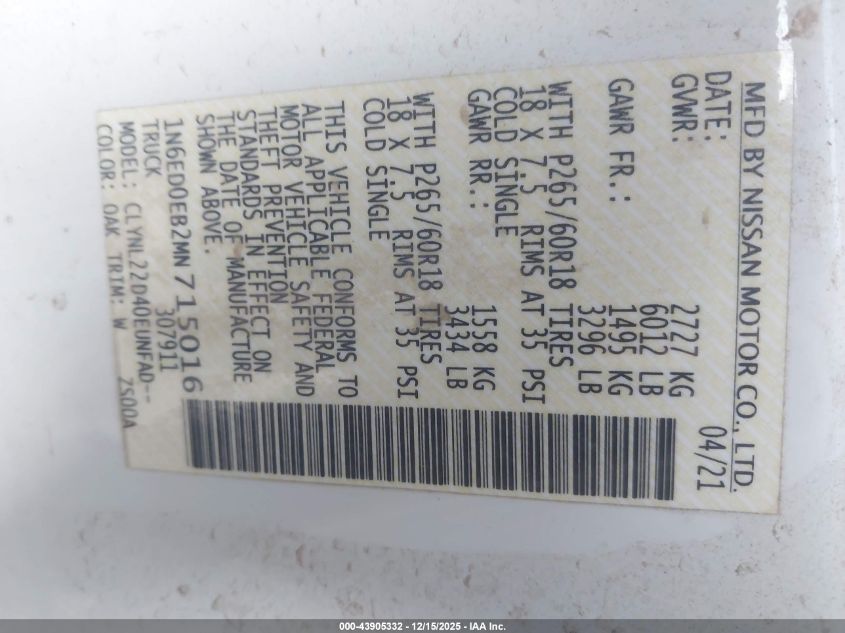 MFD BY NISSAN MOTOR CO., LTD.
DATE: 04/21
GVWR: 2727 KG
6012 LB
GAWR FR.: 1495 KG
3296 LB
WITH P265/60R18 TIRES
18 X 7.5 RIMS AT 35 PSI
COLD SINGLE
GAWR RR.: 1558 KG
3434 LB
WITH P265/60R18 TIRES
18 X 7.5 RIMS AT 35 PSI
COLD SINGLE
THIS VEHICLE CONFORMS TO
ALL APPLICABLE FEDERAL
MOTOR VEHICLE SAFETY AND
THEFT PREVENTION
STANDARDS IN EFFECT ON
THE DATE OF MANUFACTURE
SHOWN ABOVE.
1N6ED0EB2MN715016
TRUCK 307911
MODEL: CLYNL22D40EUNFAD--
COLOR: QAK TRIM: W ZS00A
000-43905332 - 12/15/2025 - IAA Inc.